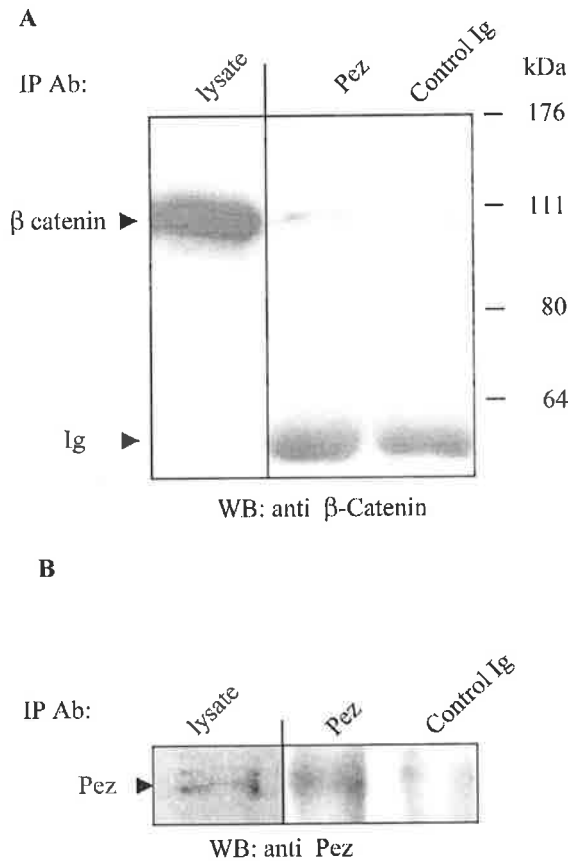 A
IP Ab: lysate Pez Control Ig kDa
176
β catenin 111
80
64
Ig
WB: anti β-Catenin
B
IP Ab: lysate Pez Control Ig
Pez
WB: anti Pez